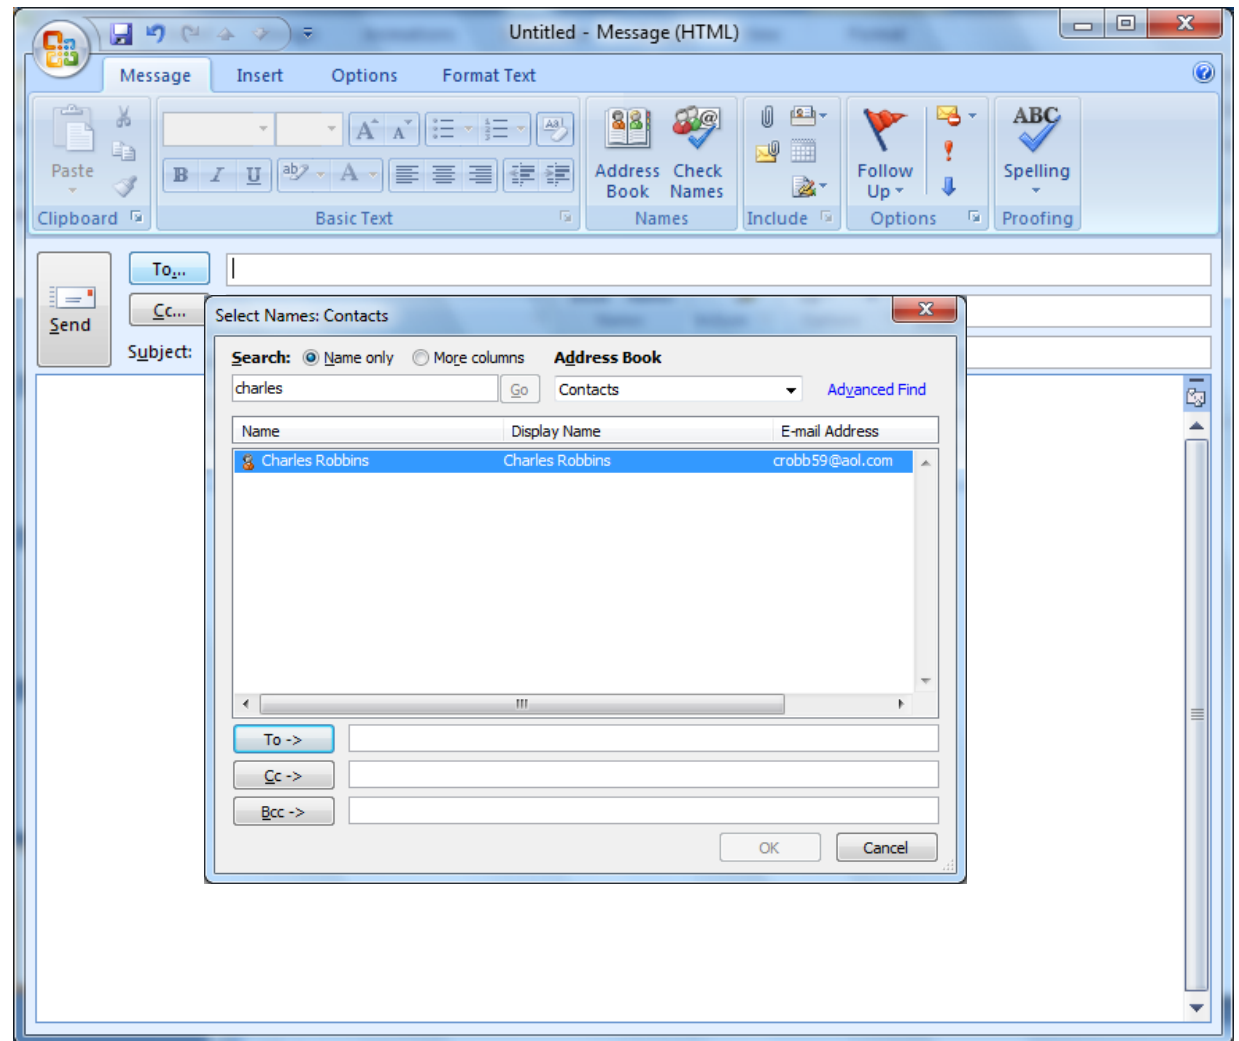 Untitled - Message (HTML)
Message Insert Options Format Text
Paste
Clipboard
B I U ab A
Basic Text
Aa
Address Book
Check Names
Names
Include
Follow Up
Options
ABC
Spelling
Proofing
Send
To...
Cc...
Subject:
Select Names: Contacts
Search: Name only More columns Address Book
charles Go Contacts Advanced Find
Name Display Name E-mail Address
Charles Robbins Charles Robbins crobb59@aol.com
To ->
Cc ->
Bcc ->
OK Cancel